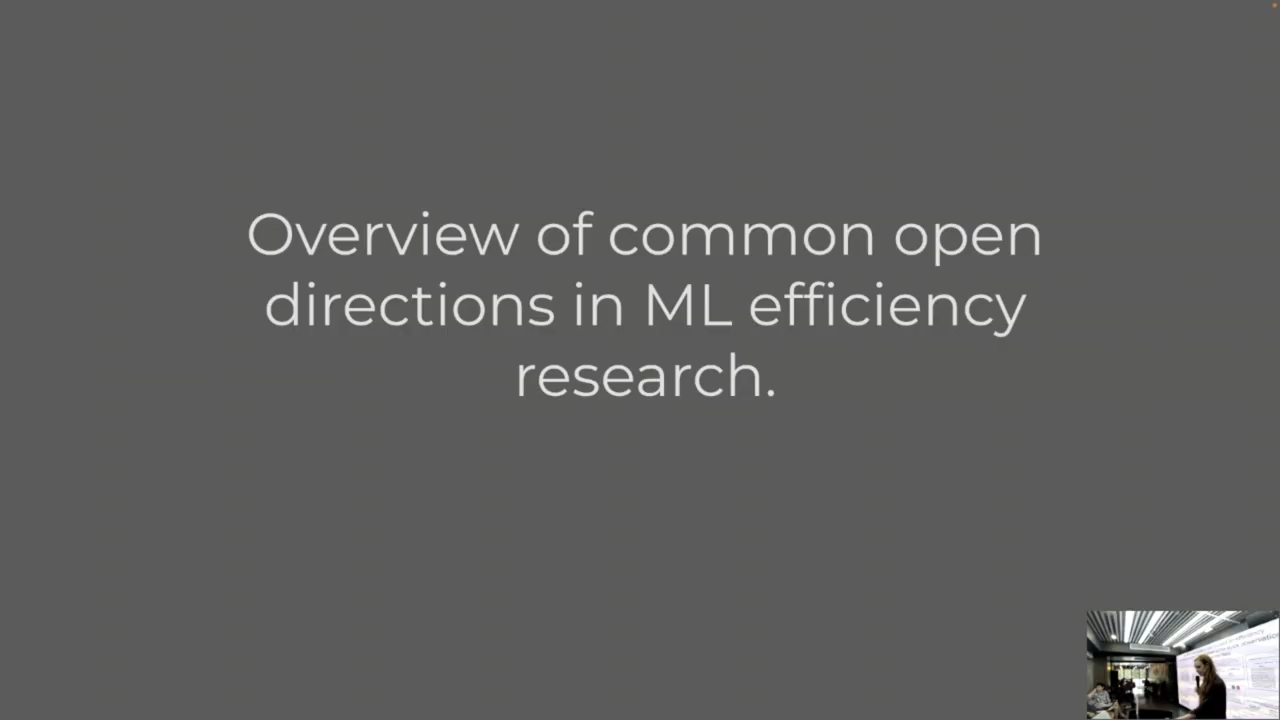 Overview of common open
directions in ML efficiency
research.